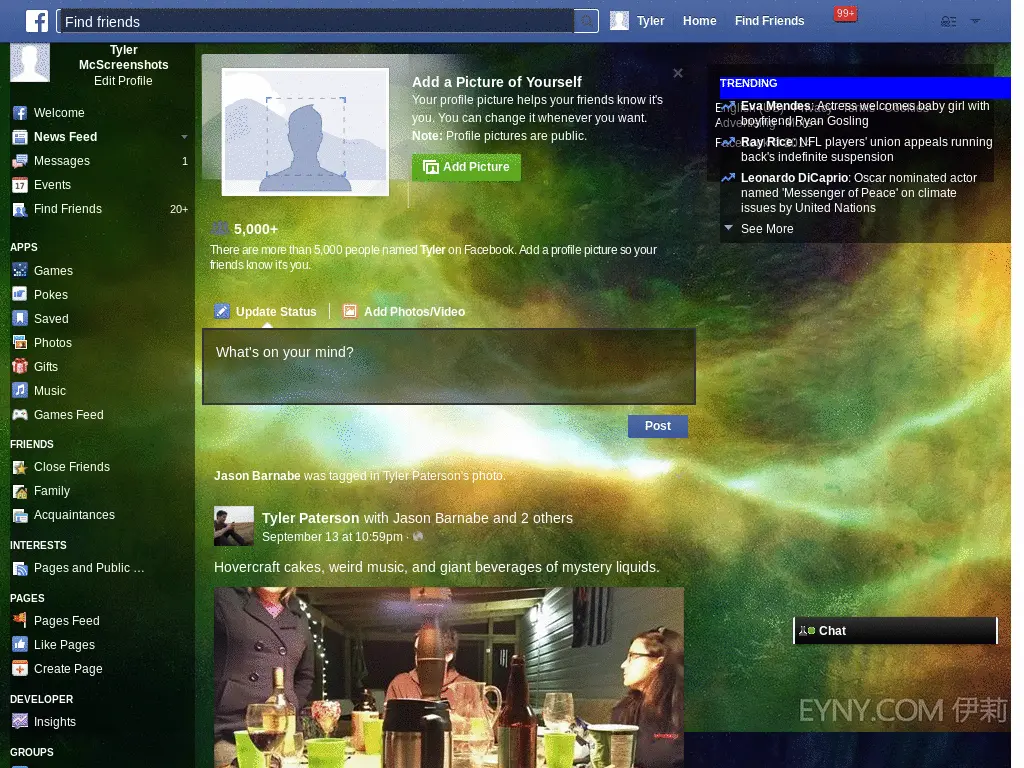 Find friends
Tyler
Home
Find Friends
99+
Tyler
McScreenshots
Edit Profile
Welcome
News Feed
Messages 1
Events
Find Friends 20+
APPS
Games
Pokes
Saved
Photos
Gifts
Music
Games Feed
FRIENDS
Close Friends
Family
Acquaintances
INTERESTS
Pages and Public ...
PAGES
Pages Feed
Like Pages
Create Page
DEVELOPER
Insights
GROUPS
Add a Picture of Yourself
Your profile picture helps your friends know it's
you. You can change it whenever you want.
Note: Profile pictures are public.
Add Picture
5,000+
There are more than 5,000 people named Tyler on Facebook. Add a profile picture so your
friends know it's you.
Update Status
Add Photos/Video
What's on your mind?
Post
Jason Barnabe was tagged in Tyler Paterson's photo.
Tyler Paterson with Jason Barnabe and 2 others
September 13 at 10:59pm ·
Hovercraft cakes, weird music, and giant beverages of mystery liquids.
TRENDING
Eva Mendes: Actress welcomes baby girl with
boyfriend Ryan Gosling
Ray Rice: NFL players' union appeals running
back's indefinite suspension
Leonardo DiCaprio: Oscar nominated actor
named 'Messenger of Peace' on climate
issues by United Nations
See More
Chat
EYNY.COM 伊莉